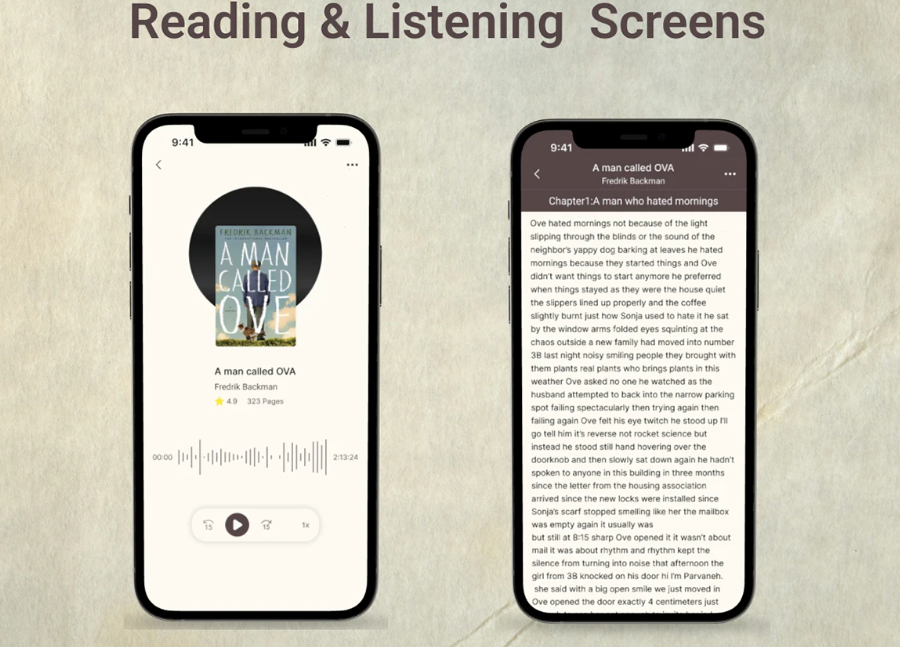 Reading & Listening Screens
9:41
FREDRIK BACKMAN
A MAN
CALLED
OVE
A man called OVA
Fredrik Backman
4.9 323 Pages
00:00 2:13:24
15 15 1x
9:41
A man called OVA
Fredrik Backman
Chapter1:A man who hated mornings
Ove hated mornings not because of the light
slipping through the blinds or the sound of the
neighbor's yappy dog barking at leaves he hated
mornings because they started things and Ove
didn't want things to start anymore he preferred
when things stayed as they were the house quiet
the slippers lined up properly and the coffee
slightly burnt just how Sonja used to hate it he sat
by the window arms folded eyes squinting at the
chaos outside a new family had moved into number
3B last night noisy smiling people they brought with
them plants real plants who brings plants in this
weather Ove asked no one he watched as the
husband attempted to back into the narrow parking
spot failing spectacularly then trying again then
failing again Ove felt his eye twitch he stood up I'll
go tell him it's reverse not rocket science but
instead he stood still hand hovering over the
doorknob and then slowly sat down again he hadn't
spoken to anyone in this building in three months
since the letter from the housing association
arrived since the new locks were installed since
Sonja's scarf stopped smelling like her the mailbox
was empty again it usually was
but still at 8:15 sharp Ove opened it it wasn't about
mail it was about rhythm and rhythm kept the
silence from turning into noise that afternoon the
girl from 3B knocked on his door hi I'm Parvaneh.
she said with a big open smile we just moved in
Ove opened the door exactly 4 centimeters just